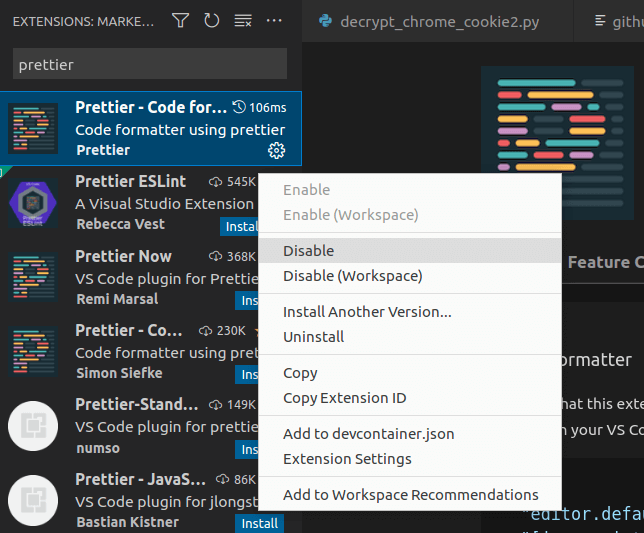 EXTENSIONS: MARKE...
prettier
Prettier - Code for... 106ms
Code formatter using prettier
Prettier
Prettier ESLint 545K
A Visual Studio Extension
Rebecca Vest Install
Prettier Now 368K
VS Code plugin for Prettie
Remi Marsal Ins
Prettier - Co... 230K
Code formatter using pret
Simon Siefke Ins
Prettier-Stand... 149K
VS Code plugin for prettie
numso Ins
Prettier - JavaS... 86K
VS Code plugin for jlongst
Bastian Kistner Install
Enable
Enable (Workspace)
Disable
Disable (Workspace)
Install Another Version...
Uninstall
Copy
Copy Extension ID
Add to devcontainer.json
Extension Settings
Add to Workspace Recommendations
decrypt_chrome_cookie2.py
githu
Feature C
ormatter
hat this exte
n your VS Co
"editor.defau